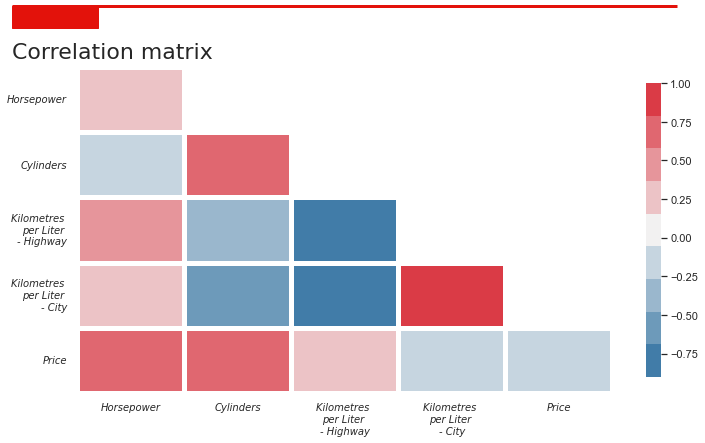 Correlation matrix
Horsepower
Cylinders
Kilometres
per Liter
- Highway
Kilometres
per Liter
- City
Price
Horsepower
Cylinders
Kilometres
per Liter
- Highway
Kilometres
per Liter
- City
Price
1.00
0.75
0.50
0.25
0.00
−0.25
−0.50
−0.75